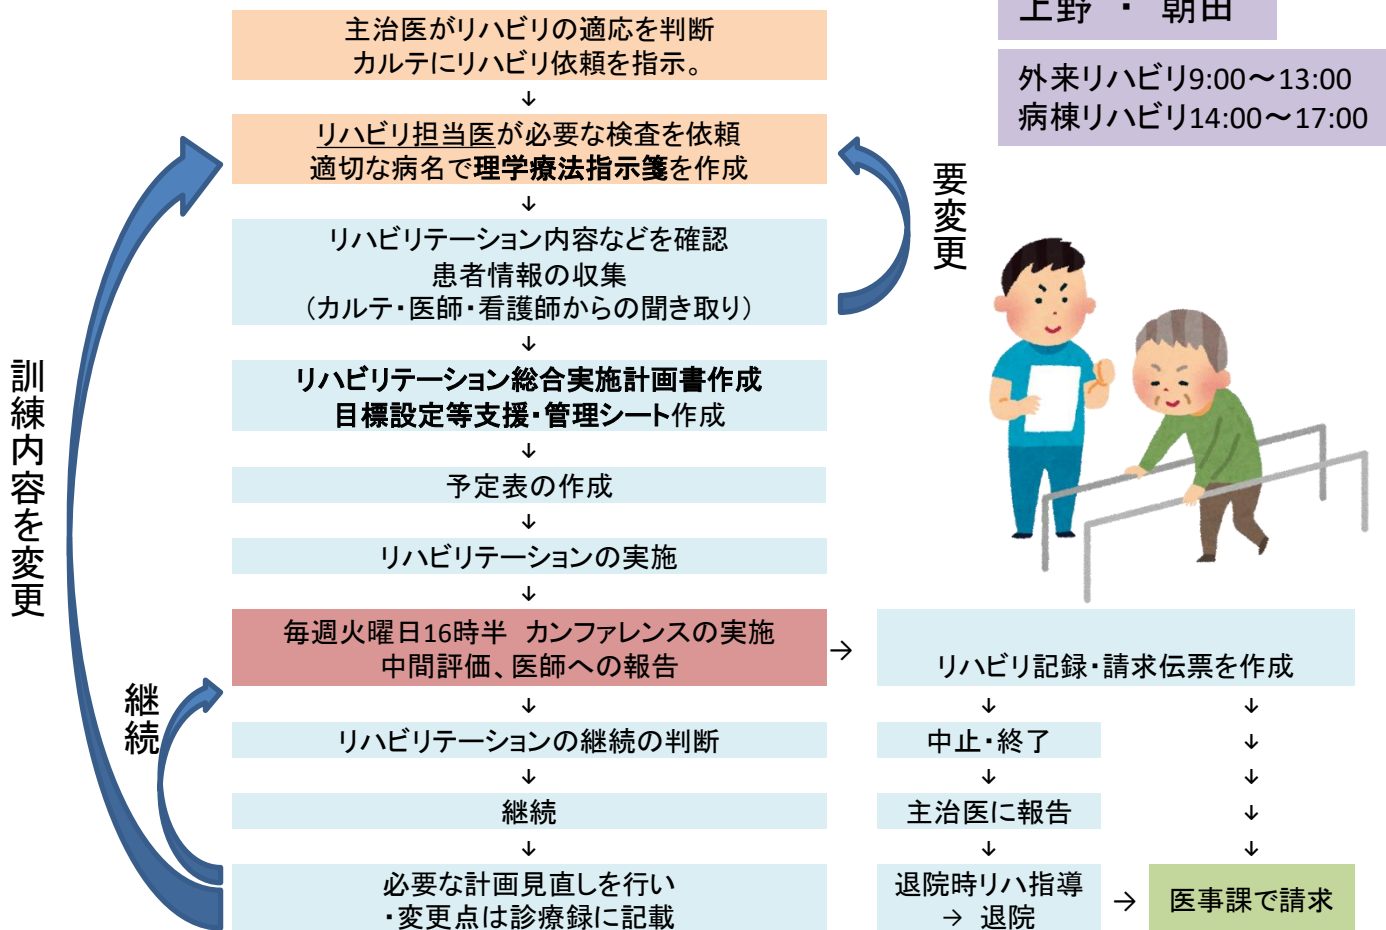 上野 ・ 朝田
外来リハビリ9:00～13:00
病棟リハビリ14:00～17:00
主治医がリハビリの適応を判断
カルテにリハビリ依頼を指示。
↓
リハビリ担当医が必要な検査を依頼
適切な病名で理学療法指示箋を作成
↓
要変更
リハビリテーション内容などを確認
患者情報の収集
（カルテ・医師・看護師からの聞き取り）
↓
リハビリテーション総合実施計画書作成
目標設定等支援・管理シート作成
↓
訓練内容を変更
予定表の作成
↓
リハビリテーションの実施
↓
毎週火曜日16時半 カンファレンスの実施
中間評価、医師への報告
→
リハビリ記録・請求伝票を作成
↓ ↓ ↓
継続
リハビリテーションの継続の判断
中止・終了
↓
↓ ↓ ↓
継続
主治医に報告
↓
↓ ↓ ↓
必要な計画見直しを行い
・変更点は診療録に記載
退院時リハ指導
→ 退院
→
医事課で請求